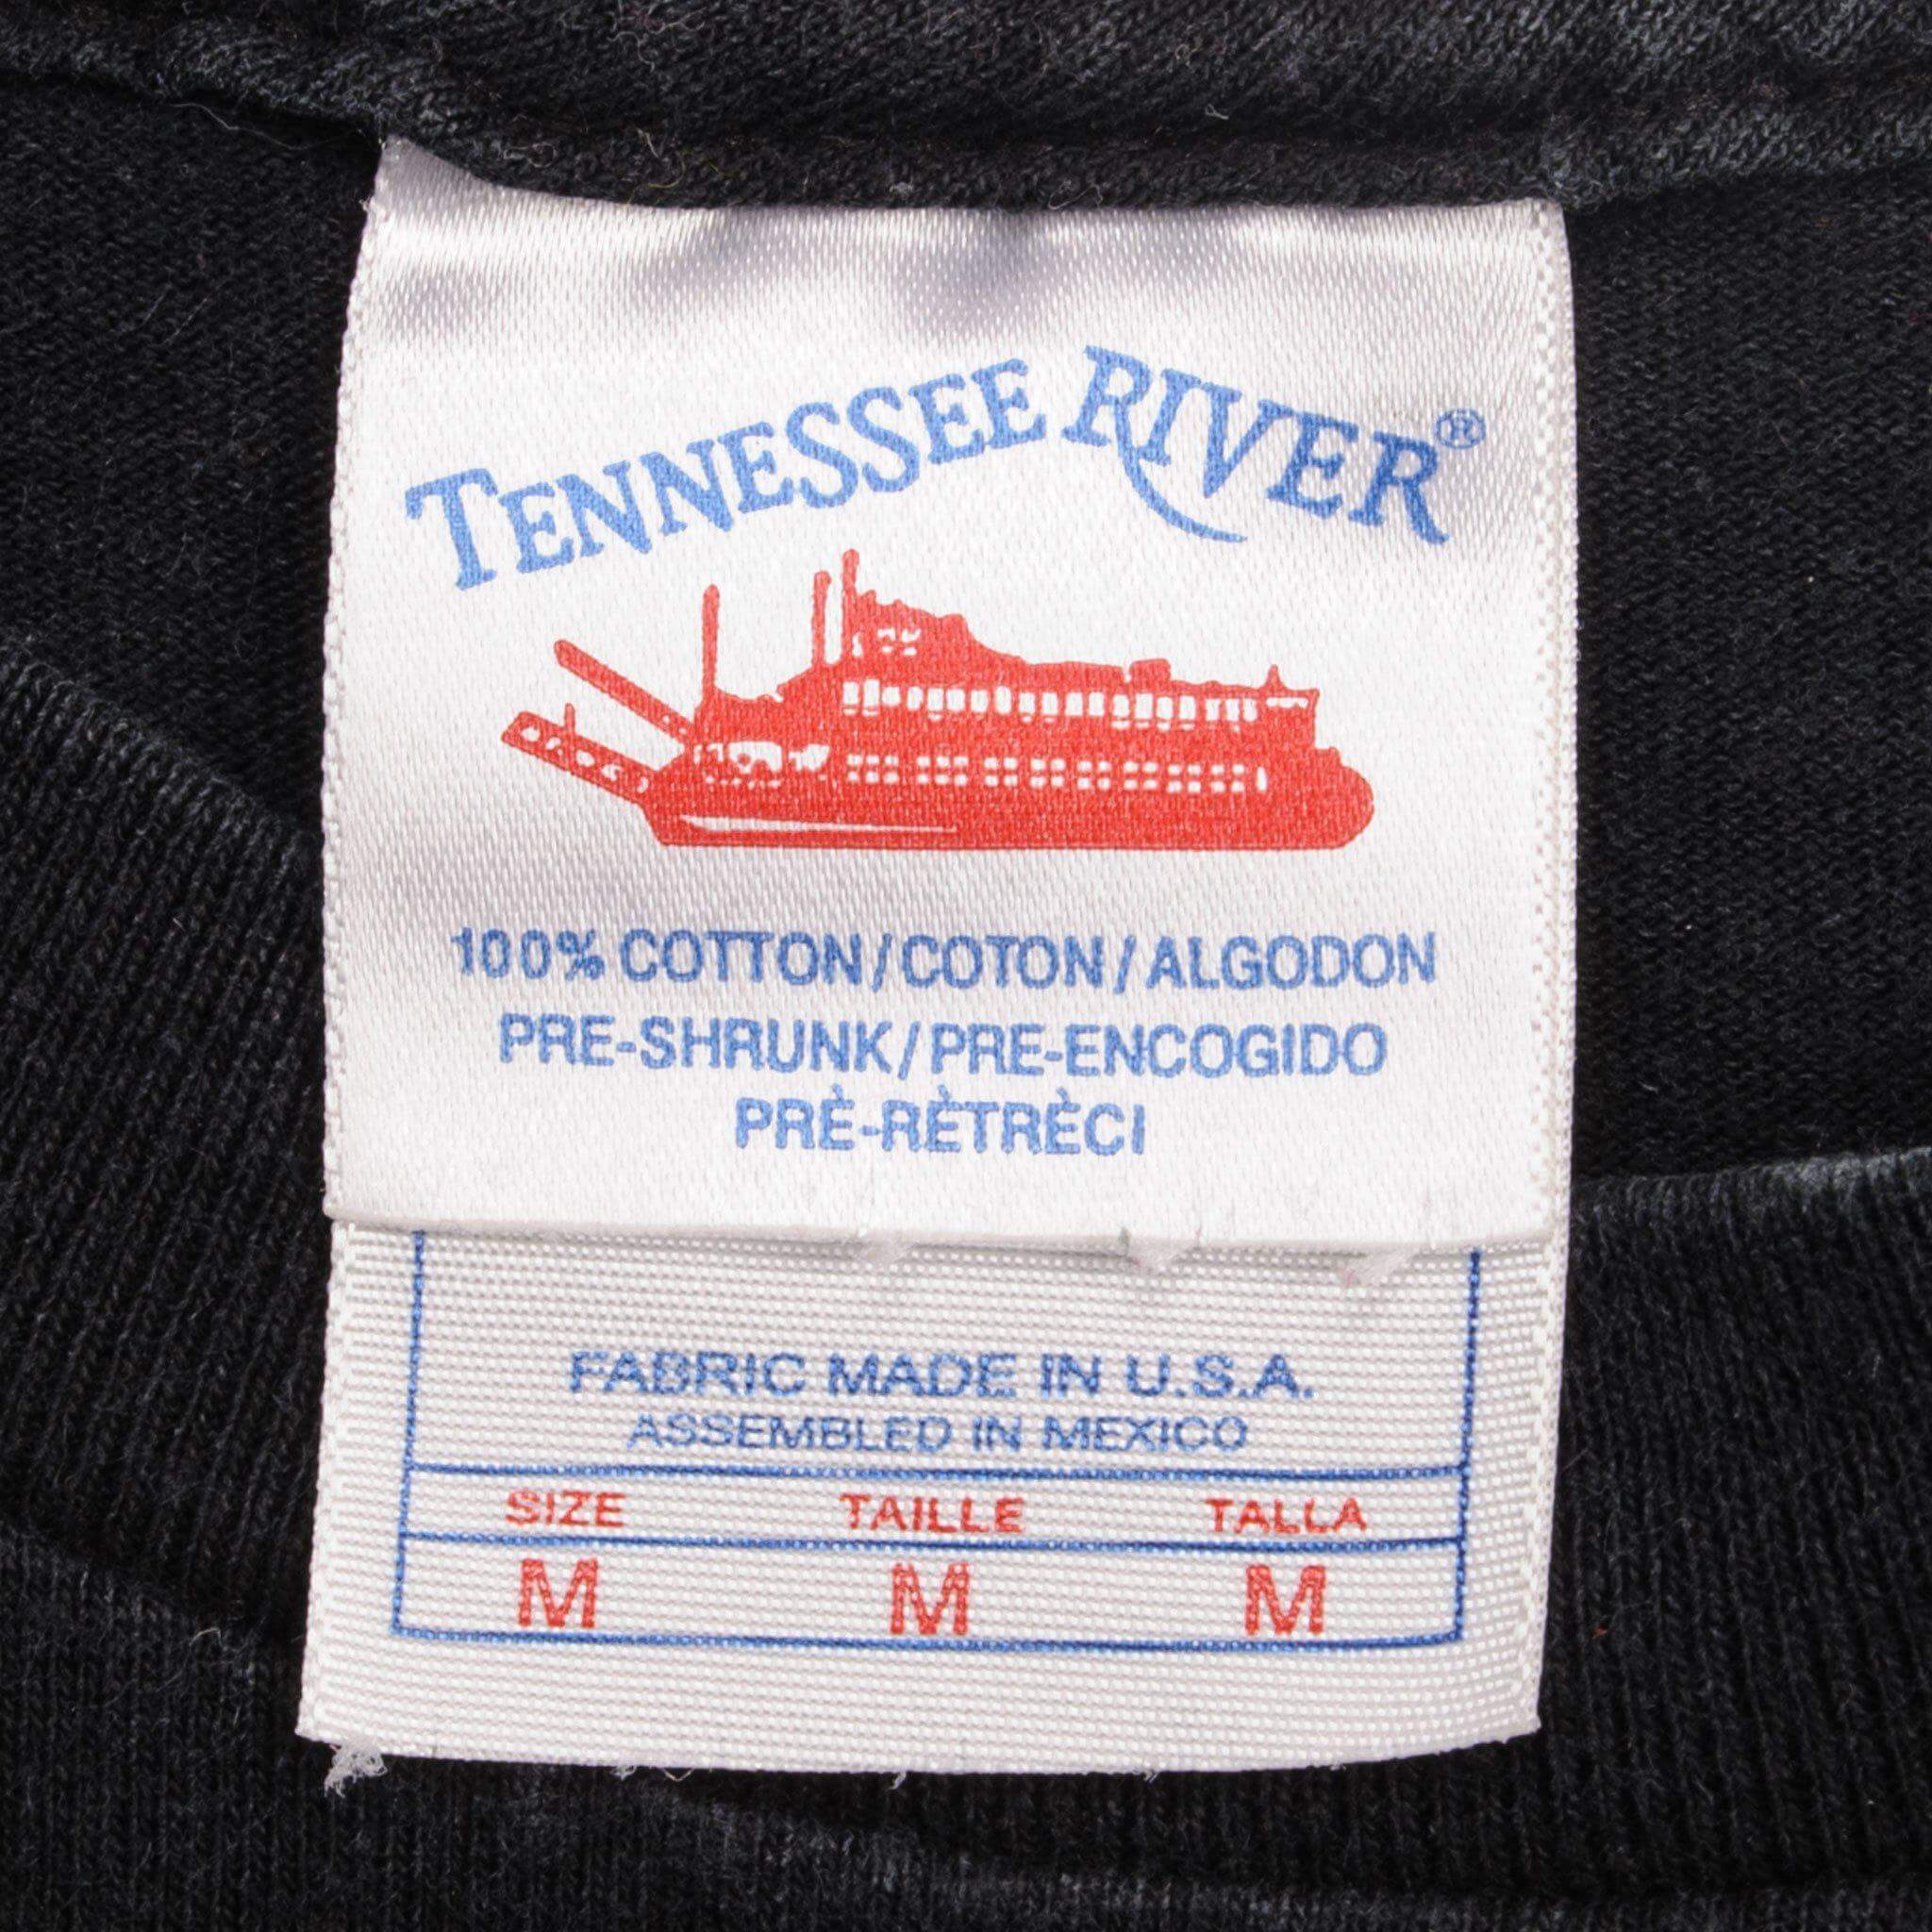 TENNESSEE RIVER®
100% COTTON/COTON/ALGODON
PRE-SHRUNK/PRE-ENCOGIDO
PRÈ-RÈTRÈCI
FABRIC MADE IN U.S.A.
ASSEMBLED IN MEXICO
SIZE TAILLE TALLA
M M M